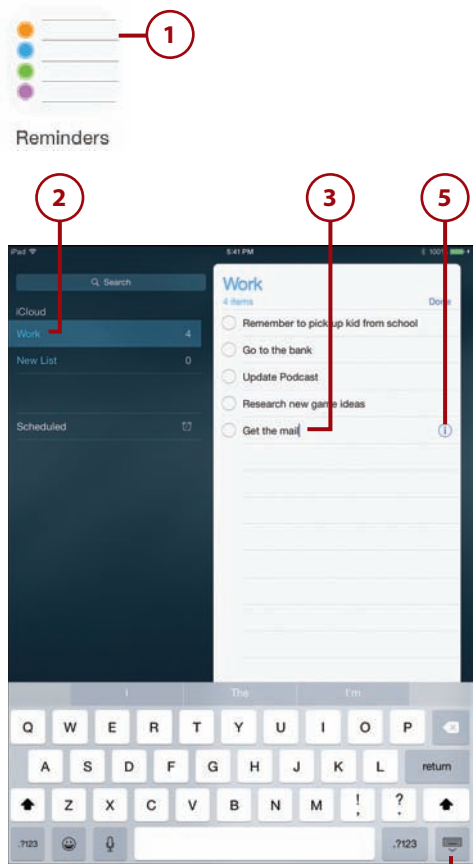 1
Reminders
2
3
5
iPad
5:41 PM
100%
Search
iCloud
Work 4
New List 0
Scheduled
Work
4 items
Done
Remember to pick up kid from school
Go to the bank
Update Podcast
Research new game ideas
Get the mail
I The I'm
Q W E R T Y U I O P
A S D F G H J K L return
Z X C V B N M ! , ? .
.?123 .?123